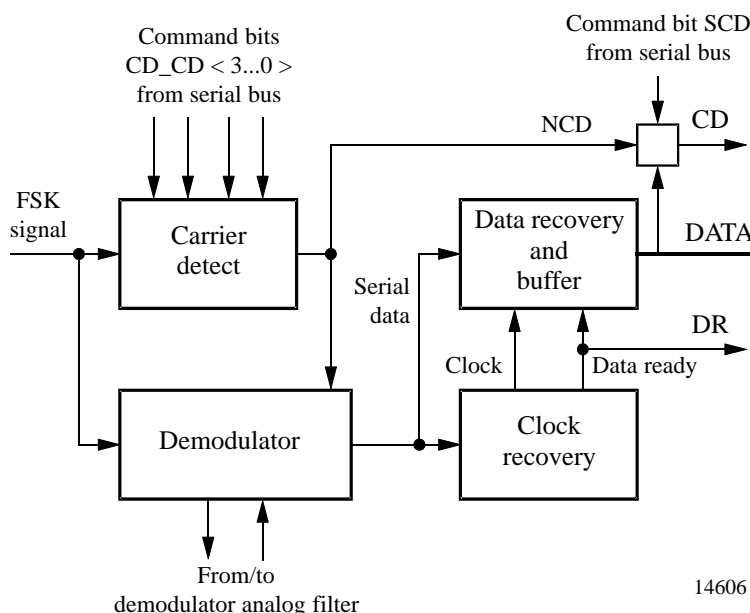 Command bits
CD_CD < 3...0 >
from serial bus
Command bit SCD
from serial bus
NCD
CD
FSK
signal
Carrier
detect
Data recovery
and
buffer
DATA
Serial
data
DR
Clock
Data ready
Demodulator
Clock
recovery
From/to
demodulator analog filter
14606